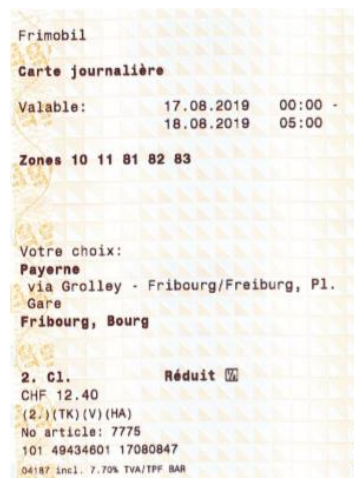 Frimobil
Carte journalière
Valable: 17.08.2019 00:00 -
18.08.2019 05:00
Zones 10 11 81 82 83
Votre choix:
Payerne
via Grolley - Fribourg/Freiburg, Pl.
Gare
Fribourg, Bourg
2. Cl. Réduit ½
CHF 12.40
(2.)(TK)(V)(HA)
No article: 7775
101 49434601 17080847
04187 incl. 7.70% TVA/TPF BAR